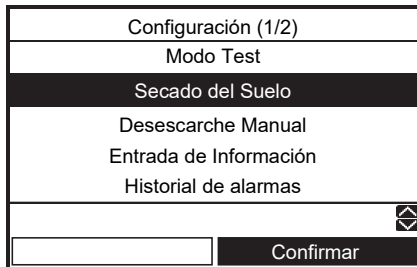 Configuración (1/2)
Modo Test
Secado del Suelo
Desescarche Manual
Entrada de Información
Historial de alarmas
Confirmar